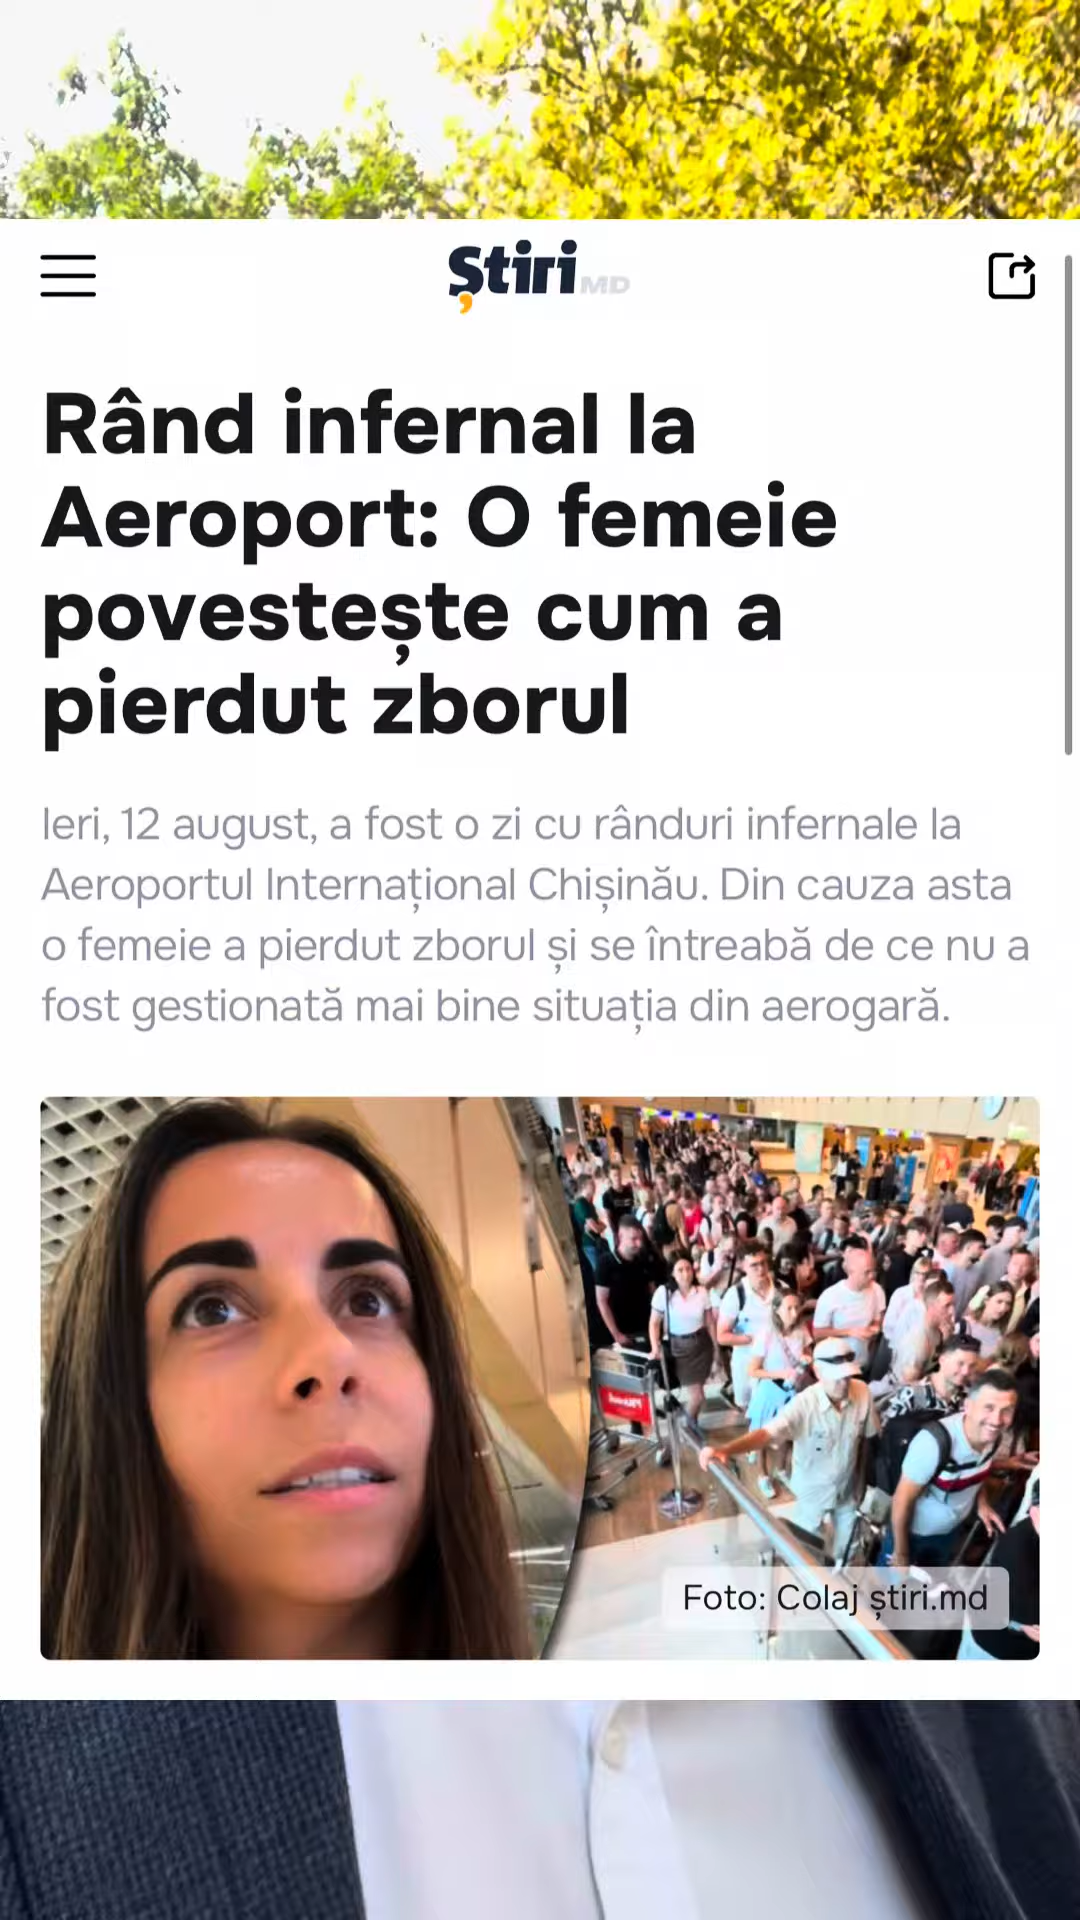 Știri MD
Rând infernal la
Aeroport: O femeie
povestește cum a
pierdut zborul
Ieri, 12 august, a fost o zi cu rânduri infernale la
Aeroportul Internațional Chișinău. Din cauza asta
o femeie a pierdut zborul și se întreabă de ce nu a
fost gestionată mai bine situația din aerogară.
Foto: Colaj știri.md